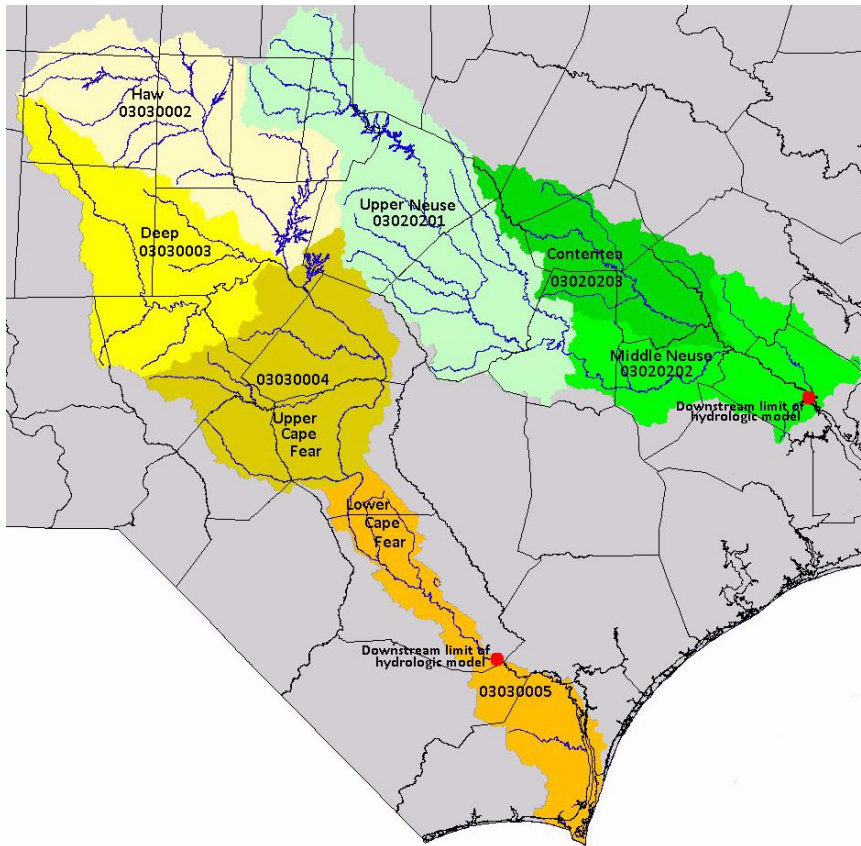 Haw
03030002
Deep
03030003
Upper Neuse
03020201
Contentea
03020203
Middle Neuse
03020202
Downstream limit of
hydrologic model
03030004
Upper
Cape
Fear
Lower
Cape
Fear
Downstream limit of
hydrologic model
03030005